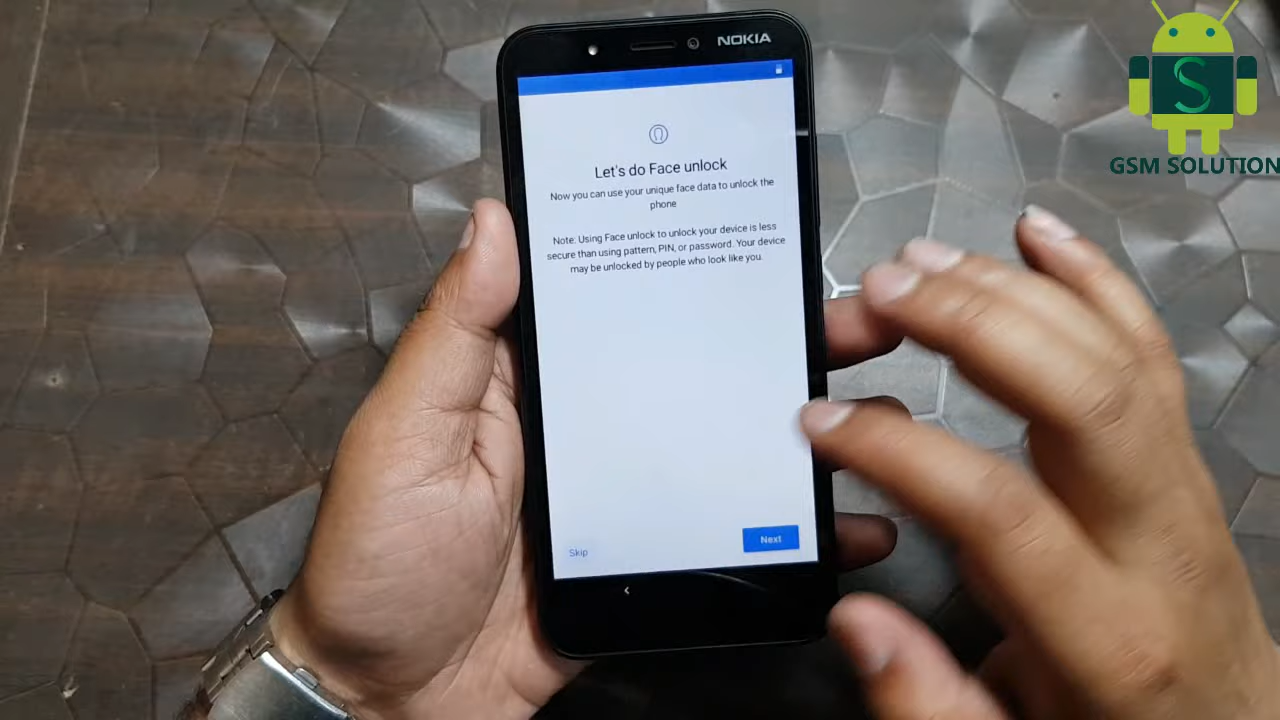 NOKIA
S
GSM SOLUTION
Let's do Face unlock
Now you can use your unique face data to unlock the
phone
Note: Using Face unlock to unlock your device is less
secure than using pattern, PIN, or password. Your device
may be unlocked by people who look like you.
Skip
Next